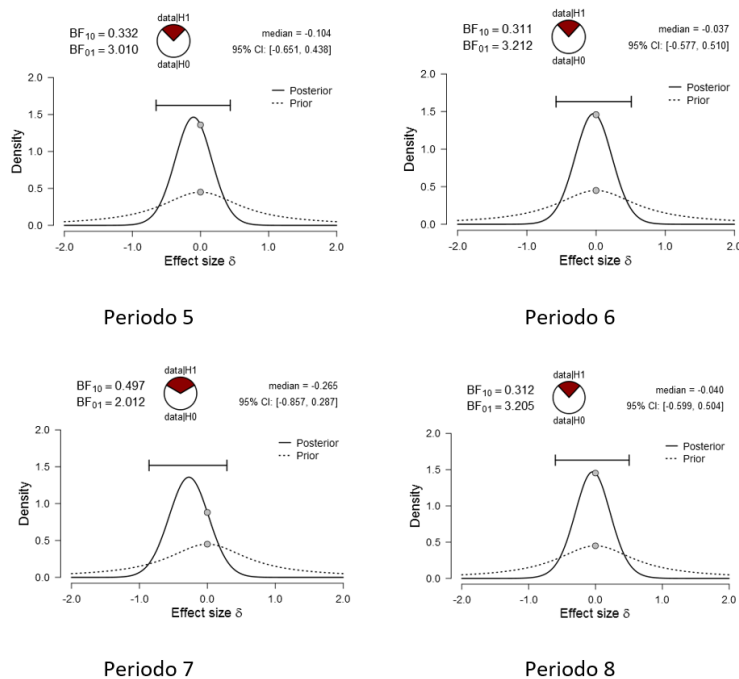 data|H1
BF10 = 0.332
BF01 = 3.010
data|H0
median = -0.104
95% CI: [-0.651, 0.438]
Posterior
Prior
2.0
1.5
1.0
0.5
0.0
Density
-2.0 -1.0 0.0 1.0 2.0
Effect size δ
Periodo 5
data|H1
BF10 = 0.311
BF01 = 3.212
data|H0
median = -0.037
95% CI: [-0.577, 0.510]
Posterior
Prior
2.0
1.5
1.0
0.5
0.0
Density
-2.0 -1.0 0.0 1.0 2.0
Effect size δ
Periodo 6
data|H1
BF10 = 0.497
BF01 = 2.012
data|H0
median = -0.265
95% CI: [-0.857, 0.287]
Posterior
Prior
2.0
1.5
1.0
0.5
0.0
Density
-2.0 -1.0 0.0 1.0 2.0
Effect size δ
Periodo 7
data|H1
BF10 = 0.312
BF01 = 3.205
data|H0
median = -0.040
95% CI: [-0.599, 0.504]
Posterior
Prior
2.0
1.5
1.0
0.5
0.0
Density
-2.0 -1.0 0.0 1.0 2.0
Effect size δ
Periodo 8